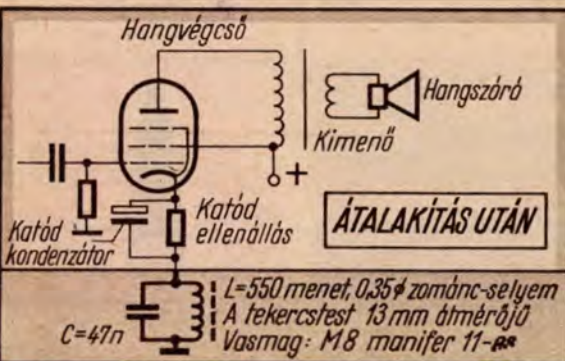 Hangvégcső
Hangszóró
Kimenő
+
Katód
ellenállás
Katód
kondenzátor
ÁTALAKÍTÁS UTÁN
C=47n
L=550 menet, 0,35ϕ zománc-selyem
A tekercstest 13 mm átmérőjű
Vasmag: M8 manifer 11-